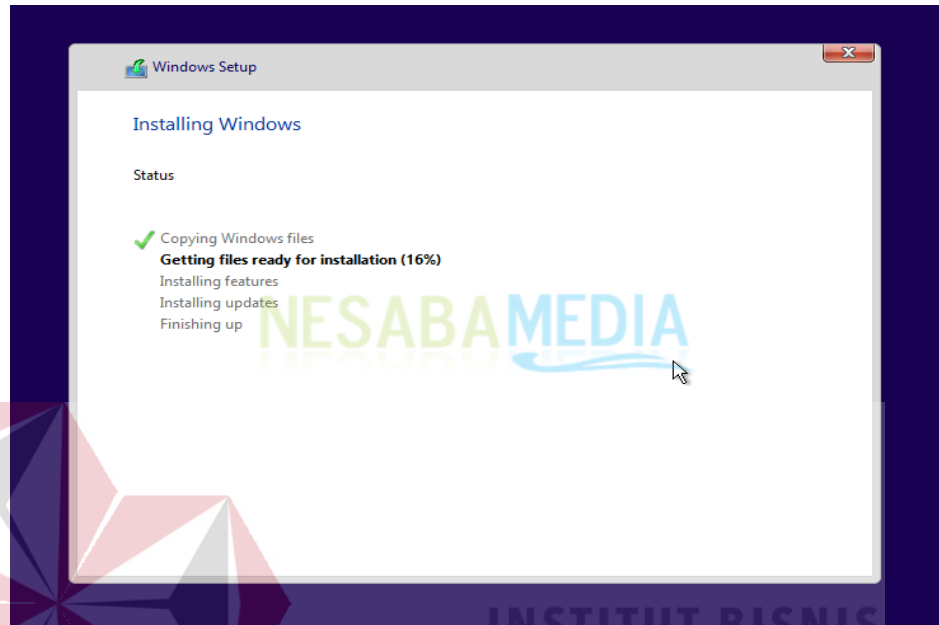 Windows Setup
Installing Windows
Status
Copying Windows files
Getting files ready for installation (16%)
Installing features
Installing updates
Finishing up
NESABAMEDIA
INSTITUT BISNIS